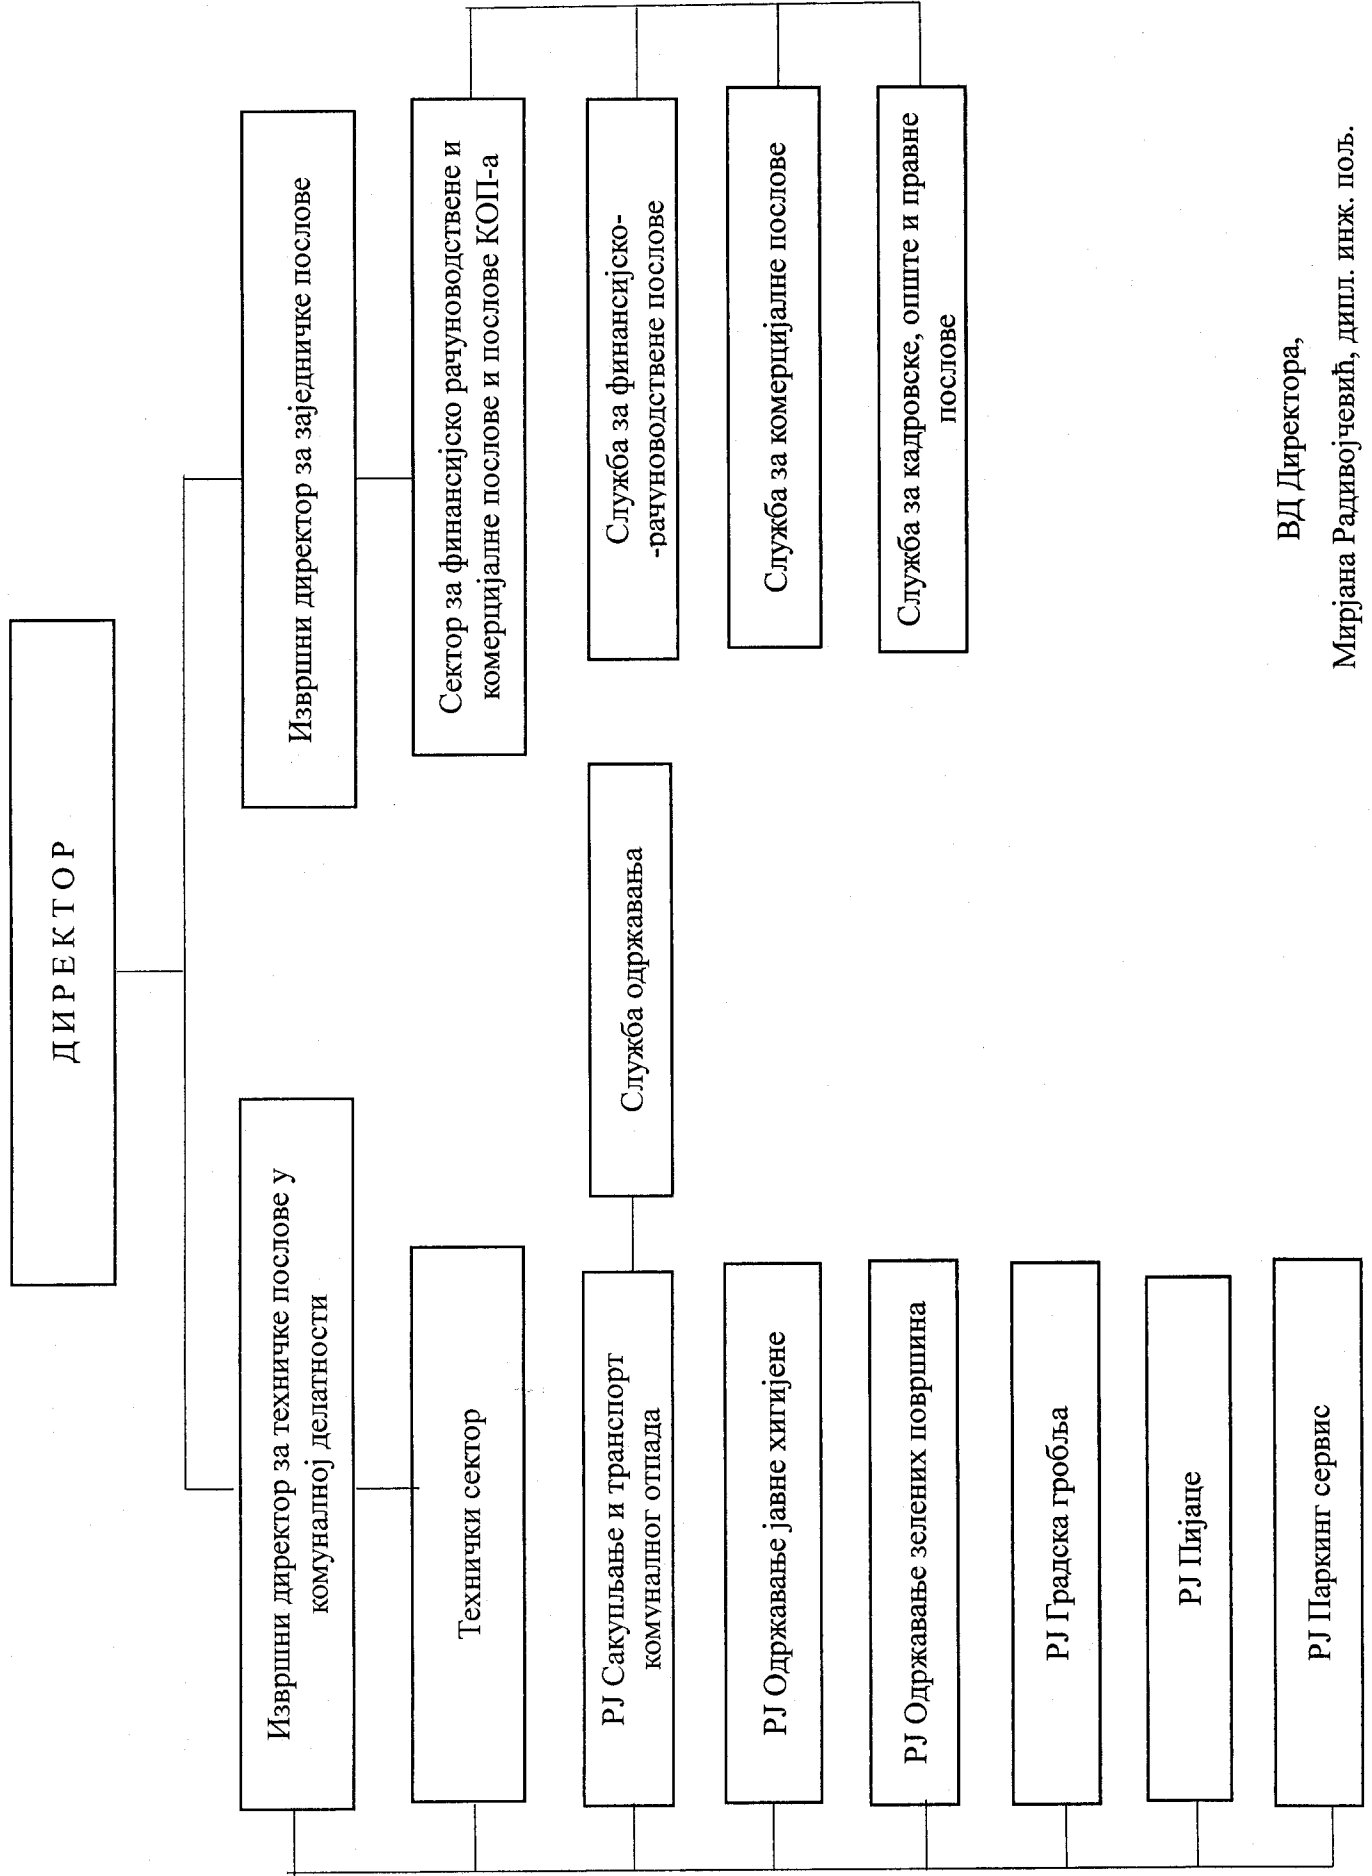 ДИРЕКТОР
Извршни директор за техничке послове у
комуналној делатности
Извршни директор за заједничке послове
Технички сектор
Сектор за финансијско рачуноводствене и
комерцијалне послове и послове КОП-а
РЈ Сакупљање и транспорт
комуналног отпада
Служба одржавања
Служба за финансијско-
-рачуноводствене послове
РЈ Одржавање јавне хигијене
Служба за комерцијалне послове
РЈ Одржавање зелених површина
Служба за кадровске, опште и правне
послове
РЈ Градска гробља
РЈ Пијаце
РЈ Паркинг сервис
ВД Директора,
Мирјана Радивојчевић, дипл. инж. пољ.